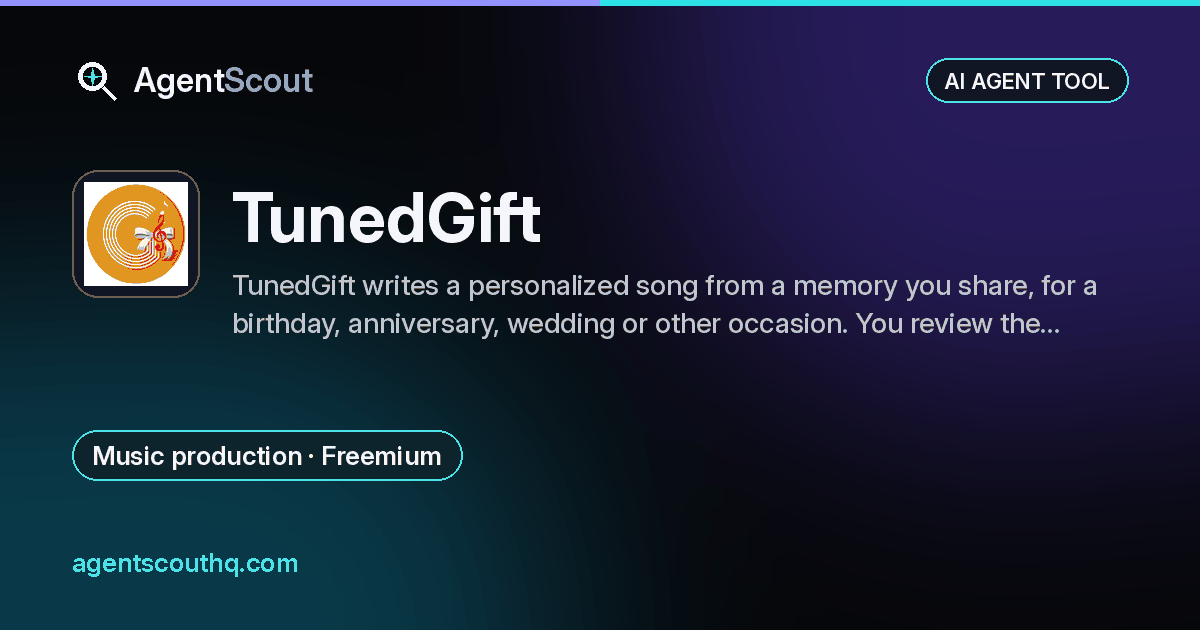 AgentScout
AI AGENT TOOL
TunedGift
TunedGift writes a personalized song from a memory you share, for a
birthday, anniversary, wedding or other occasion. You review the...
Music production · Freemium
agentscouthq.com